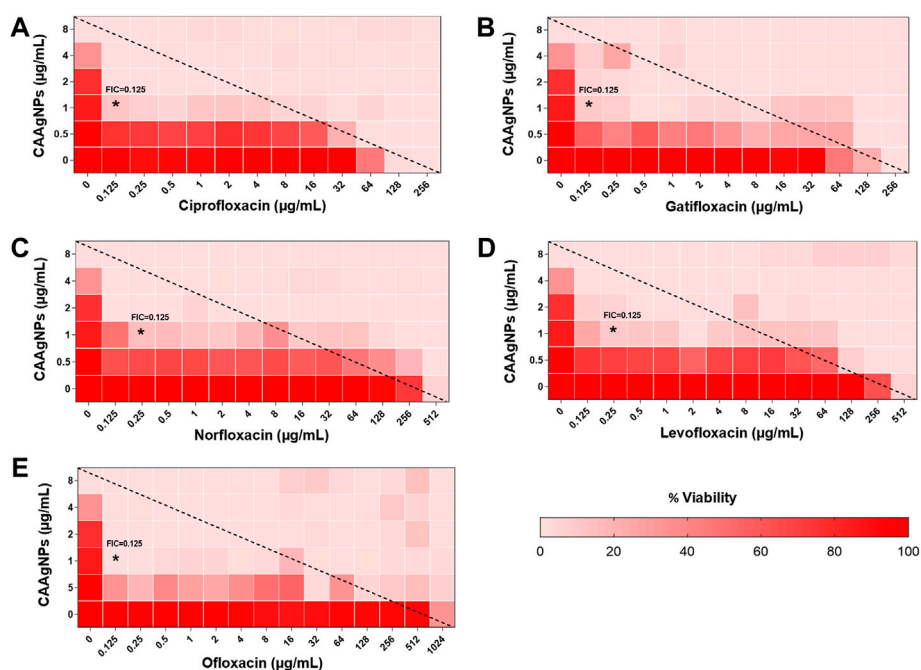 A
CAAgNPs (µg/mL)
8
4
2
1
0.5
0
FIC=0.125
*
0 0.125 0.25 0.5 1 2 4 8 16 32 64 128 256
Ciprofloxacin (µg/mL)
B
CAAgNPs (µg/mL)
8
4
2
1
0.5
0
FIC=0.125
*
0 0.125 0.25 0.5 1 2 4 8 16 32 64 128 256
Gatifloxacin (µg/mL)
C
CAAgNPs (µg/mL)
8
4
2
1
0.5
0
FIC=0.125
*
0 0.125 0.25 0.5 1 2 4 8 16 32 64 128 256 512
Norfloxacin (µg/mL)
D
CAAgNPs (µg/mL)
8
4
2
1
0.5
0
FIC=0.125
*
0 0.125 0.25 0.5 1 2 4 8 16 32 64 128 256 512
Levofloxacin (µg/mL)
E
CAAgNPs (µg/mL)
8
4
2
1
.5
0
FIC=0.125
*
0 0.125 0.25 0.5 1 2 4 8 16 32 64 128 256 512 1024
Ofloxacin (µg/mL)
% Viability
0 20 40 60 80 100